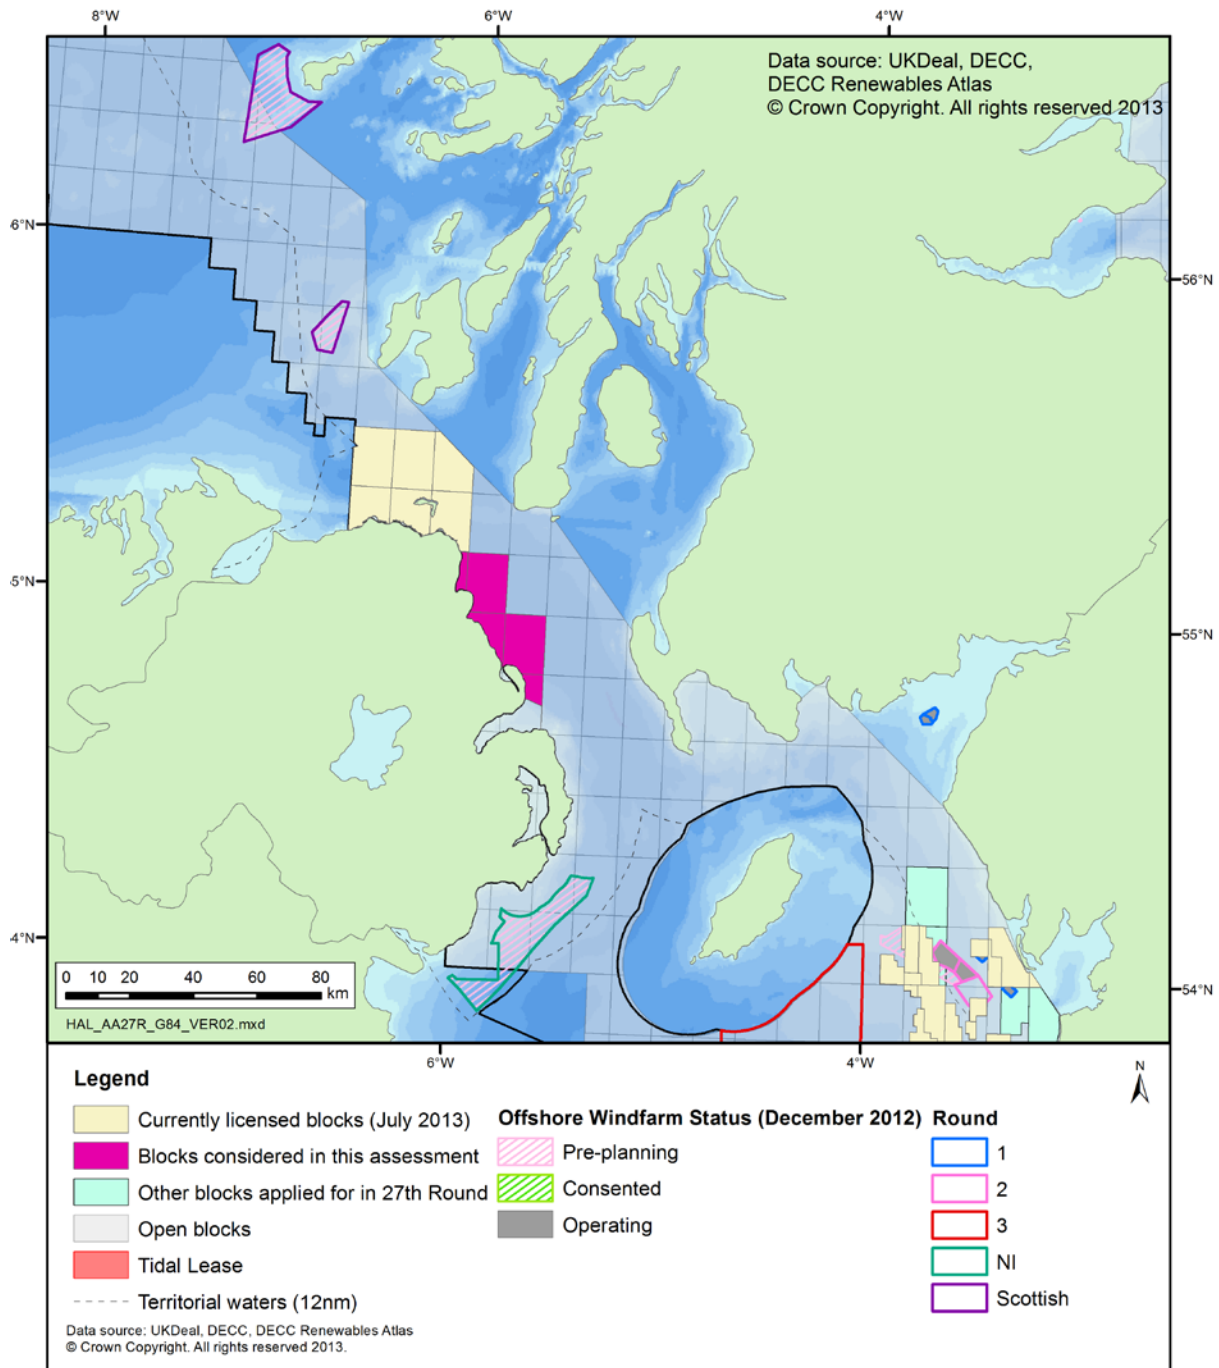 8°W 6°W 4°W
Data source: UKDeal, DECC,
DECC Renewables Atlas
© Crown Copyright. All rights reserved 2013
6°N
56°N
5°N
55°N
4°N
54°N
0 10 20 40 60 80
km
HAL_AA27R_G84_VER02.mxd
6°W 4°W
N
Legend
Currently licensed blocks (July 2013)
Blocks considered in this assessment
Other blocks applied for in 27th Round
Open blocks
Tidal Lease
Territorial waters (12nm)
Offshore Windfarm Status (December 2012)
Pre-planning
Consented
Operating
Round
1
2
3
NI
Scottish
Data source: UKDeal, DECC, DECC Renewables Atlas
© Crown Copyright. All rights reserved 2013.